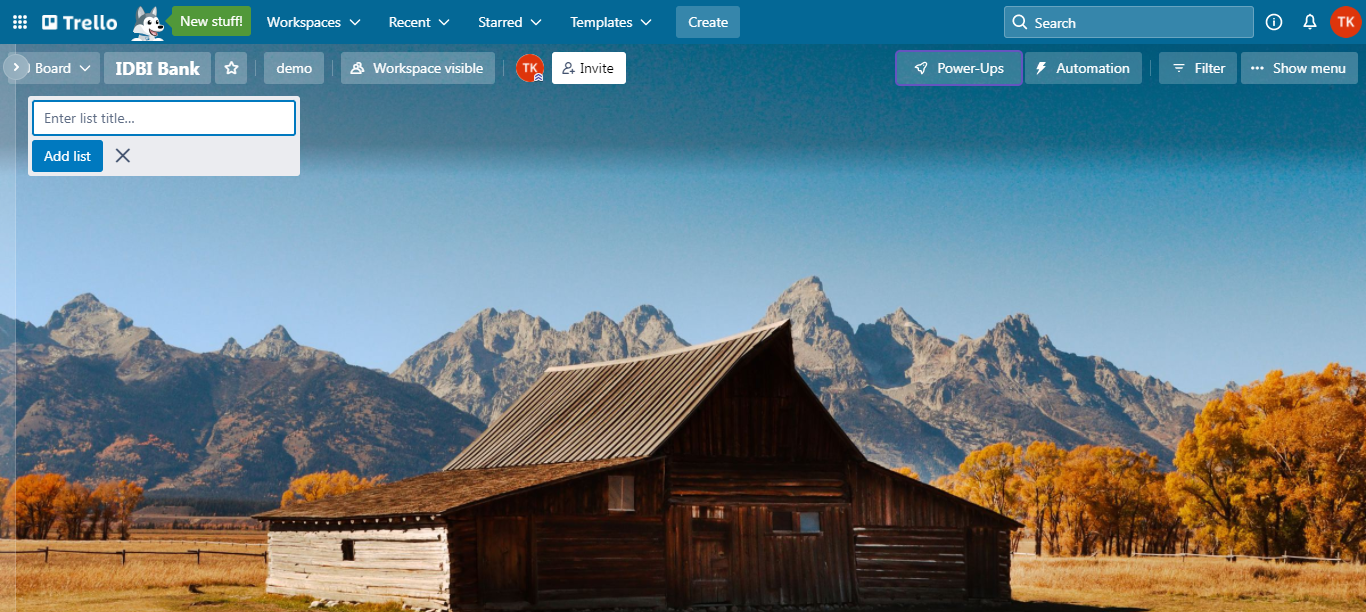 Trello New stuff! Workspaces Recent Starred Templates Create Search TK
Board IDBI Bank demo Workspace visible TK Invite Power-Ups Automation Filter Show menu
Enter list title...
Add list